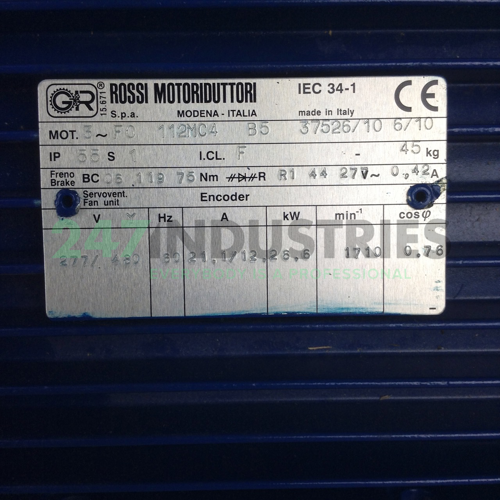 G R 15.671 ® ROSSI MOTORIDUTTORI IEC 34-1 CE
S.p.a. MODENA - ITALIA made in Italy
MOT. 3~ FO 112MC4 B5 37526/10 6/10
IP 55 S 1 I.CL. F - 45 kg
Freno BC 06 119 75 Nm R R1 44 27 V~ 0,42 A
Brake
Servovent. Encoder
Fan unit
V Hz A kW min⁻¹ cosφ
247INDUSTRIES
277/ 480 60 21,1/12,2 6,6 1710 0,76
PROFESSIONAL